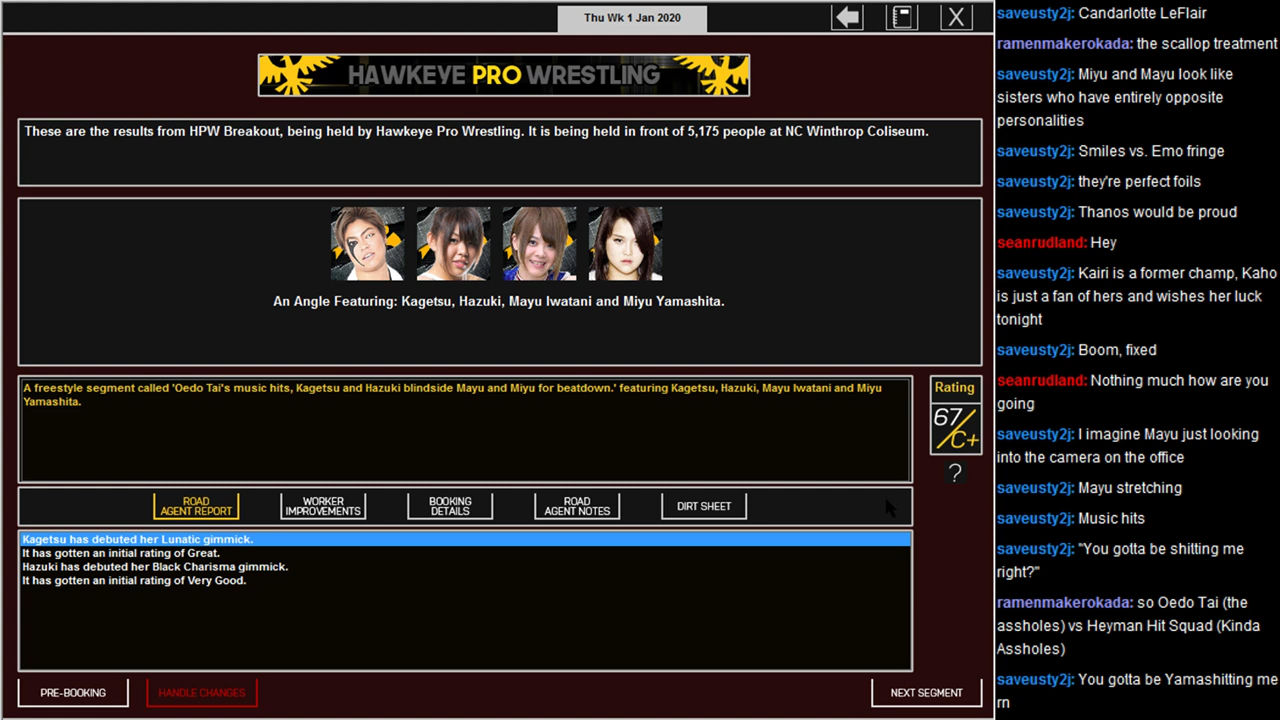 Thu Wk 1 Jan 2020
HAWKEYE PRO WRESTLING
These are the results from HPW Breakout, being held by Hawkeye Pro Wrestling. It is being held in front of 5,175 people at NC Winthrop Coliseum.
An Angle Featuring: Kagetsu, Hazuki, Mayu Iwatani and Miyu Yamashita.
A freestyle segment called 'Oedo Tai's music hits, Kagetsu and Hazuki blindside Mayu and Miyu for beatdown.' featuring Kagetsu, Hazuki, Mayu Iwatani and Miyu
Yamashita.
Rating
67/C+
?
ROAD
AGENT REPORT
WORKER
IMPROVEMENTS
BOOKING
DETAILS
ROAD
AGENT NOTES
DIRT SHEET
Kagetsu has debuted her Lunatic gimmick.
It has gotten an initial rating of Great.
Hazuki has debuted her Black Charisma gimmick.
It has gotten an initial rating of Very Good.
PRE-BOOKING
HANDLE CHANGES
NEXT SEGMENT
saveusty2j: Candarlotte LeFlair
ramenmakerokada: the scallop treatment
saveusty2j: Miyu and Mayu look like
sisters who have entirely opposite
personalities
saveusty2j: Smiles vs. Emo fringe
saveusty2j: they're perfect foils
saveusty2j: Thanos would be proud
seanrudland: Hey
saveusty2j: Kairi is a former champ, Kaho
is just a fan of hers and wishes her luck
tonight
saveusty2j: Boom, fixed
seanrudland: Nothing much how are you
going
saveusty2j: I imagine Mayu just looking
into the camera on the office
saveusty2j: Mayu stretching
saveusty2j: Music hits
saveusty2j: "You gotta be shitting me
right?"
ramenmakerokada: so Oedo Tai (the
assholes) vs Heyman Hit Squad (Kinda
Assholes)
saveusty2j: You gotta be Yamashitting me
rn